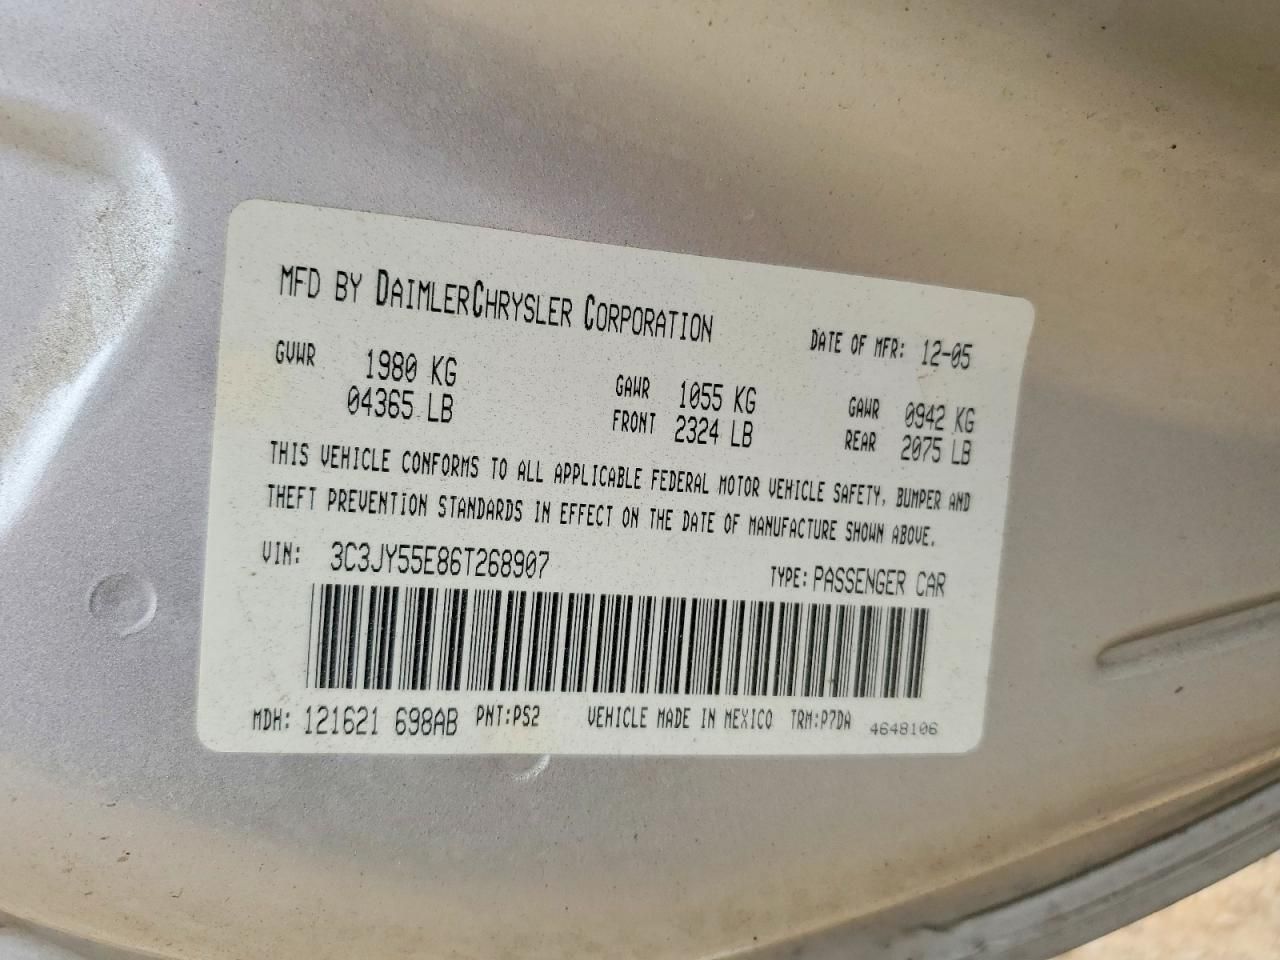 MFD BY DAIMLERCHRYSLER CORPORATION DATE OF MFR: 12-05
GVWR 1980 KG GAWR 1055 KG GAWR 0942 KG
04365 LB FRONT 2324 LB REAR 2075 LB
THIS VEHICLE CONFORMS TO ALL APPLICABLE FEDERAL MOTOR VEHICLE SAFETY, BUMPER AND
THEFT PREVENTION STANDARDS IN EFFECT ON THE DATE OF MANUFACTURE SHOWN ABOVE.
VIN: 3C3JY55E86T268907 TYPE: PASSENGER CAR
MDH: 121621 698AB PNT:PS2 VEHICLE MADE IN MEXICO TRM:P7DA 4648106